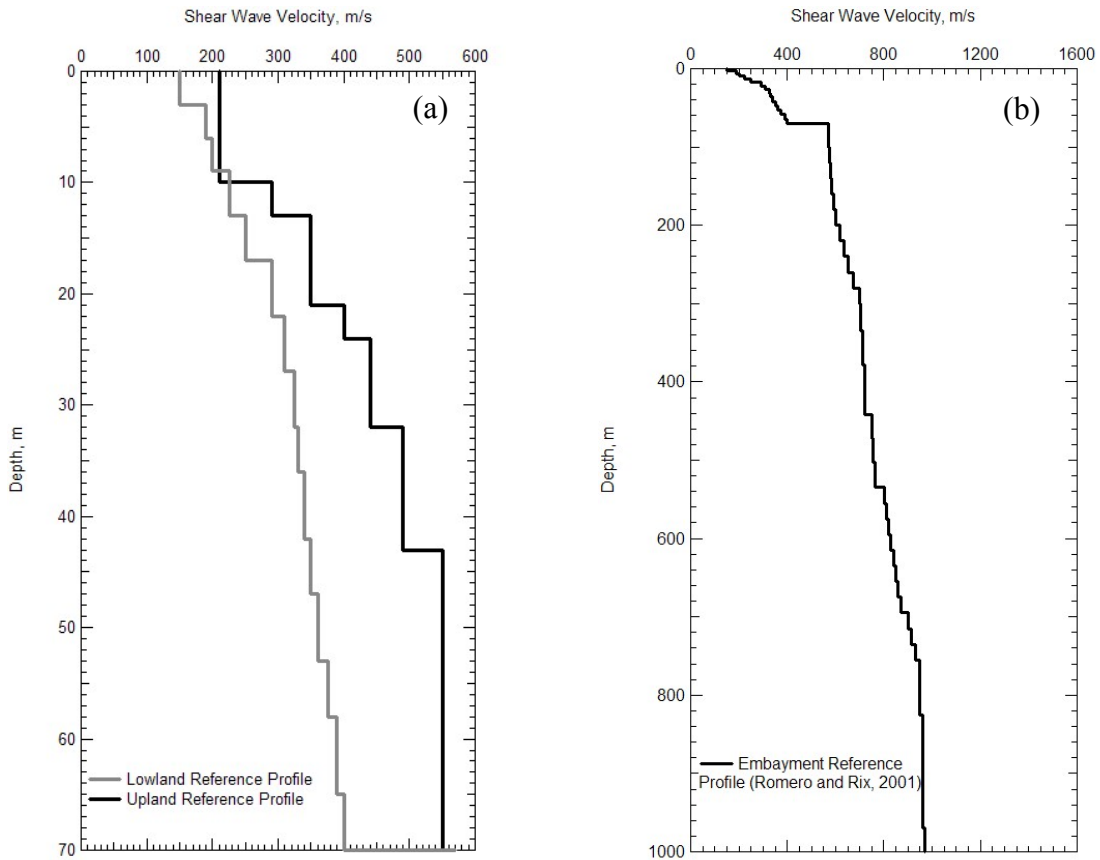 Shear Wave Velocity, m/s
0 100 200 300 400 500 600
0
10
20
30
40
50
60
70
Depth, m
(a)
Lowland Reference Profile
Upland Reference Profile
Shear Wave Velocity, m/s
0 400 800 1200 1600
0
200
400
600
800
1000
Depth, m
(b)
Embayment Reference
Profile (Romero and Rix, 2001)